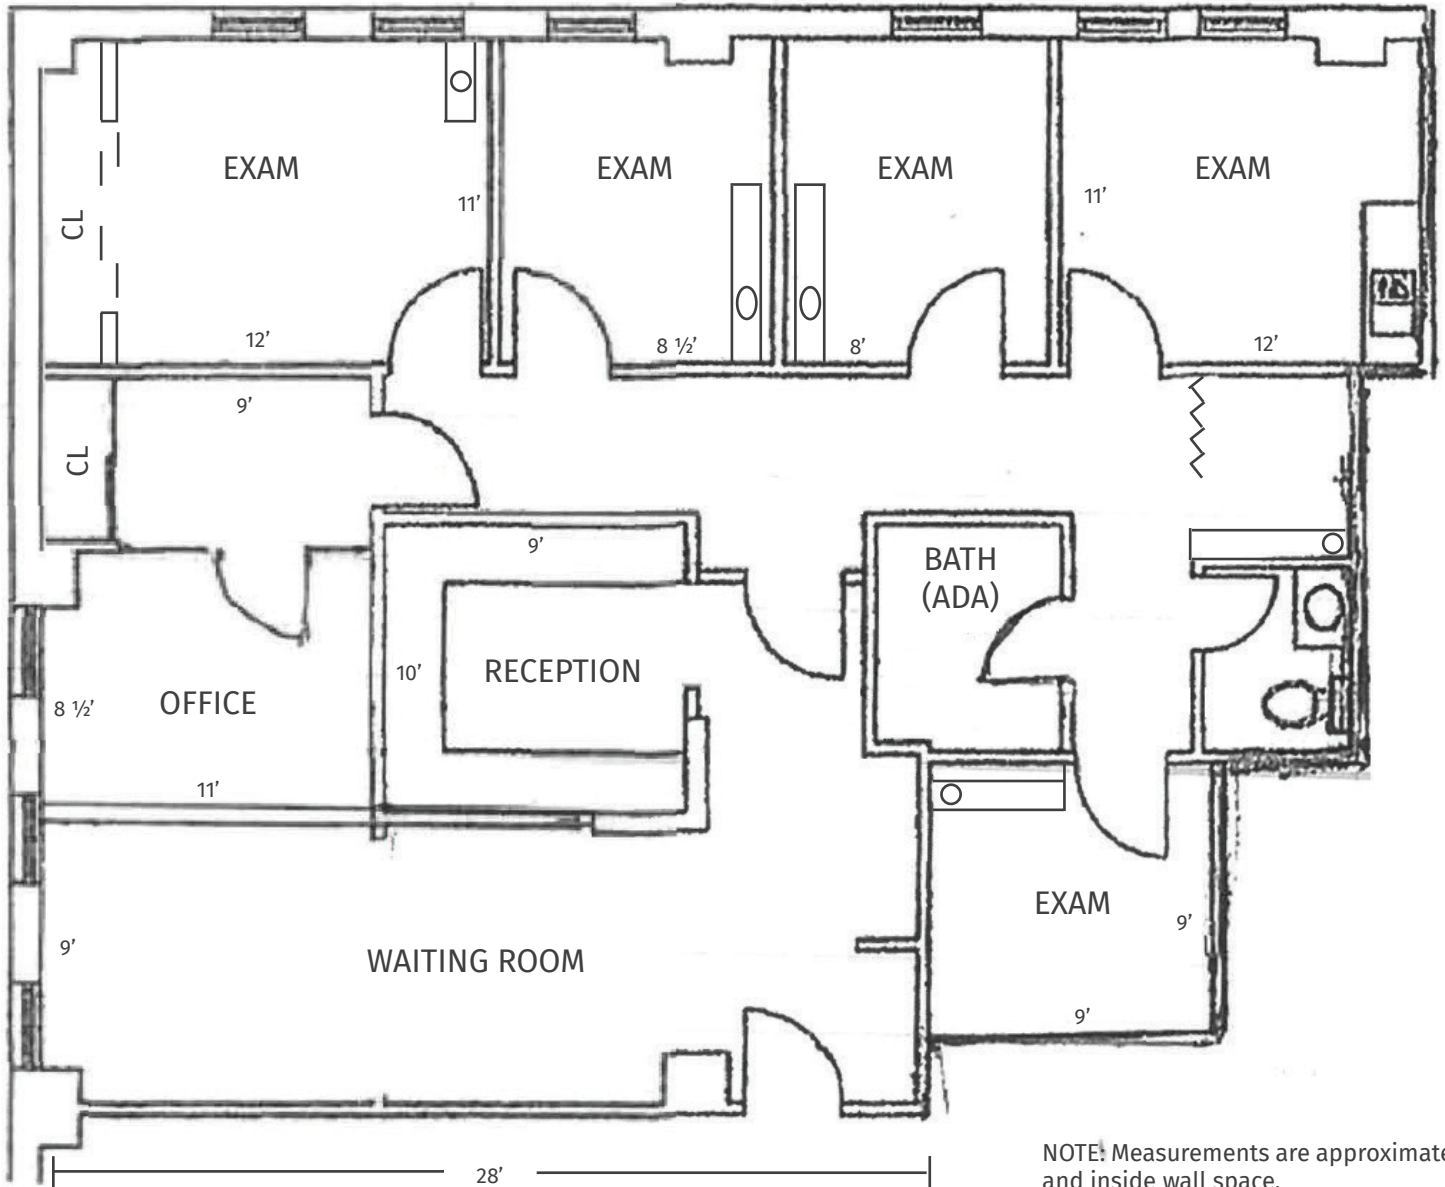 EXAM
EXAM
EXAM
EXAM
11’
11’
CL
12’
8 ½’
8’
12’
9’
CL
9’
BATH
(ADA)
10’
RECEPTION
OFFICE
8 ½’
11’
EXAM
9’
9’
WAITING ROOM
9’
28’
NOTE: Measurements are approximate
and inside wall space.